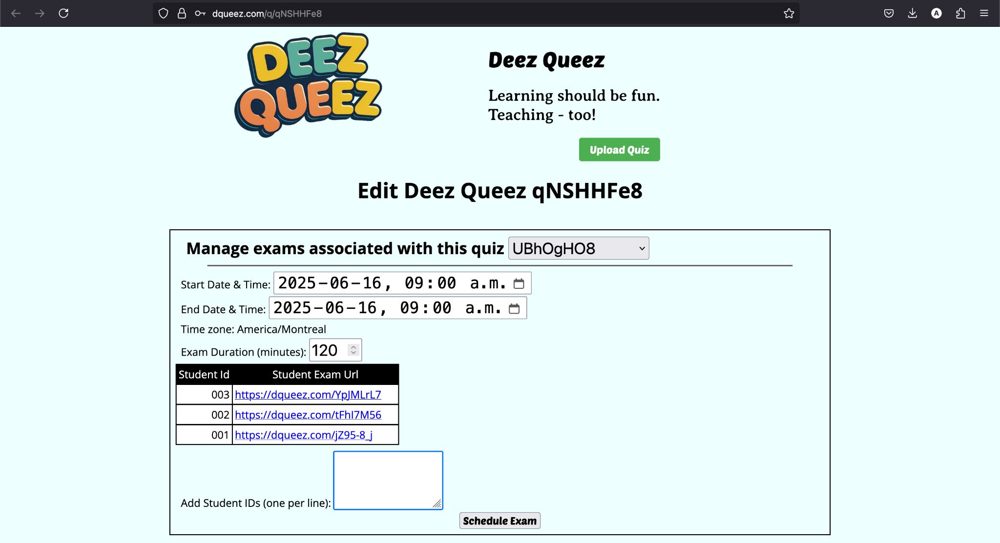 dqueez.com/q/qNSHHFe8
A
DEEZ
QUEEZ
Deez Queez
Learning should be fun.
Teaching - too!
Upload Quiz
Edit Deez Queez qNSHHFe8
Manage exams associated with this quiz UBhOgHO8
Start Date & Time: 2025-06-16, 09:00 a.m.
End Date & Time: 2025-06-16, 09:00 a.m.
Time zone: America/Montreal
Exam Duration (minutes): 120
Student Id Student Exam Url
003 https://dqueez.com/YpJMLrL7
002 https://dqueez.com/tFhI7M56
001 https://dqueez.com/jZ95-8_j
Add Student IDs (one per line):
Schedule Exam